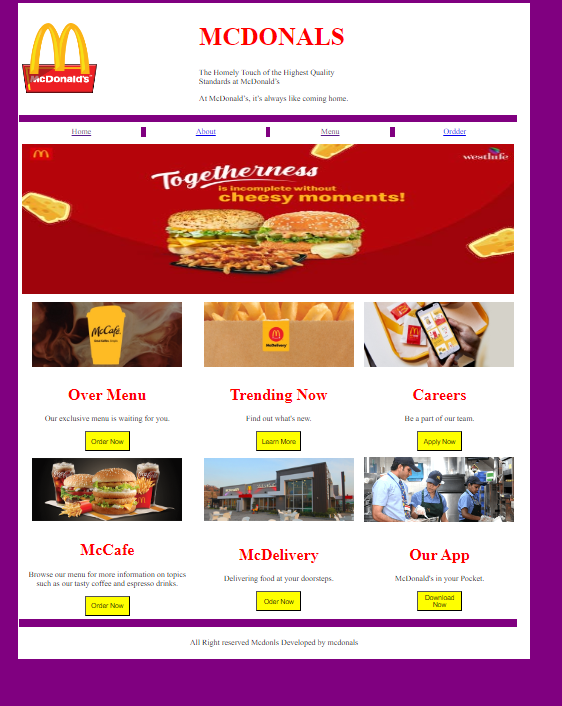 McDonald's
MCDONALS
The Homely Touch of the Highest Quality
Standards at McDonald's
At McDonald's, it's always like coming home.
Home
About
Menu
Ordder
westlife
Togetherness
is incomplete without
cheesy moments!
McCafé
McDelivery
Over Menu
Trending Now
Careers
Our exclusive menu is waiting for you.
Find out what's new.
Be a part of our team.
Order Now
Learn More
Apply Now
McCafe
McDelivery
Our App
Browse our menu for more information on topics
such as our tasty coffee and espresso drinks.
Delivering food at your doorsteps.
McDonald's in your Pocket.
Order Now
Oder Now
Download
Now
All Right reserved Mcdonls Developed by mcdonals